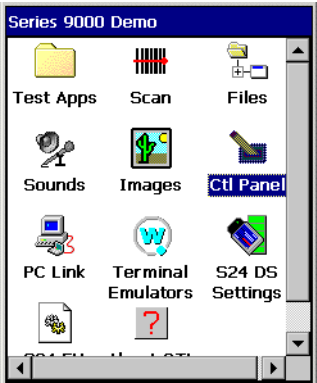 Series 9000 Demo
Test Apps Scan Files
Sounds Images Ctl Panel
PC Link Terminal Emulators S24 DS Settings